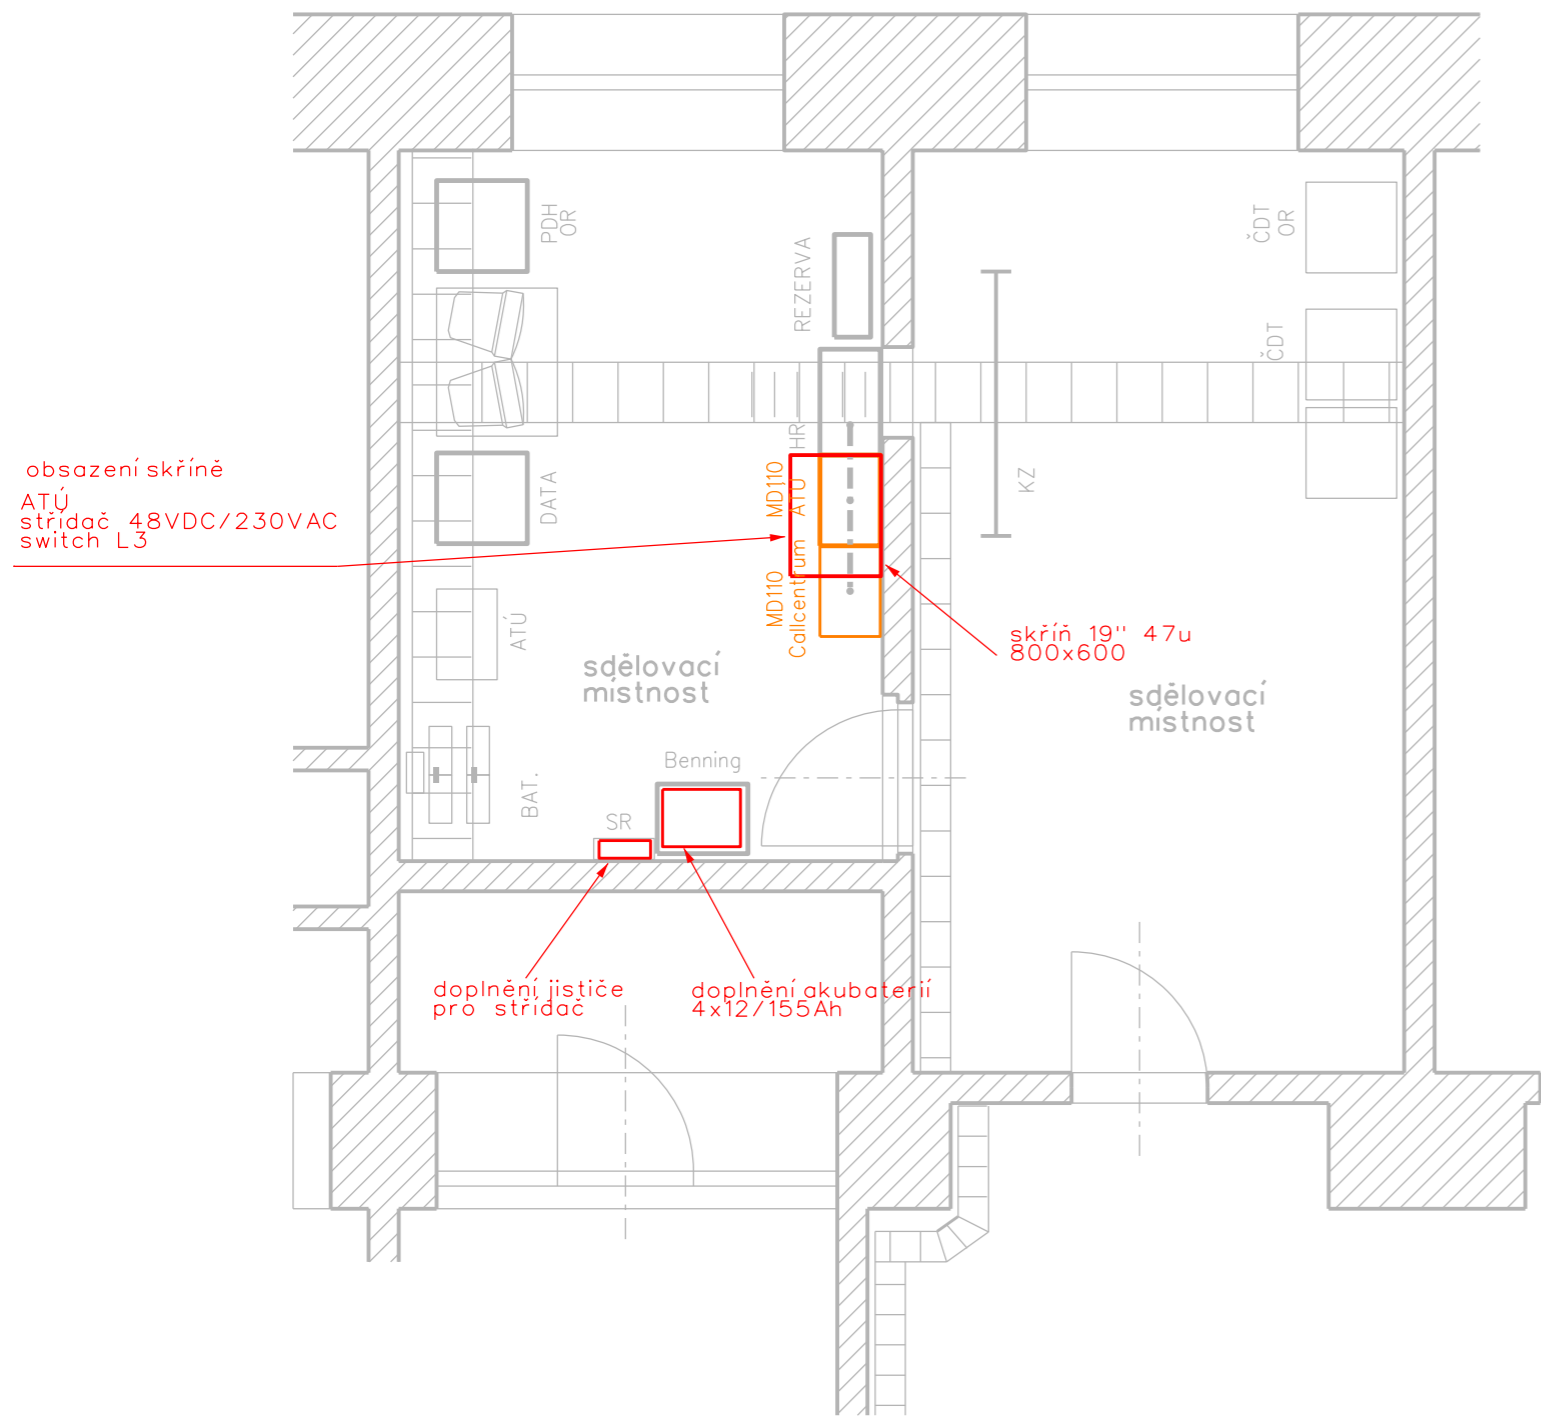 PDH
OR
REZERVA
ČDT
OR
ČDT
HR
KZ
DATA
obsazení skříně
ATÚ
střídač 48VDC/230VAC
switch L3
MD110
ATÚ
MD110
Callcentrum
ATÚ
skříň 19'' 47u
800x600
sdělovací
místnost
sdělovací
místnost
Benning
BAT.
SR
doplnění jističe
pro střídač
doplnění akubaterií
4x12/155Ah